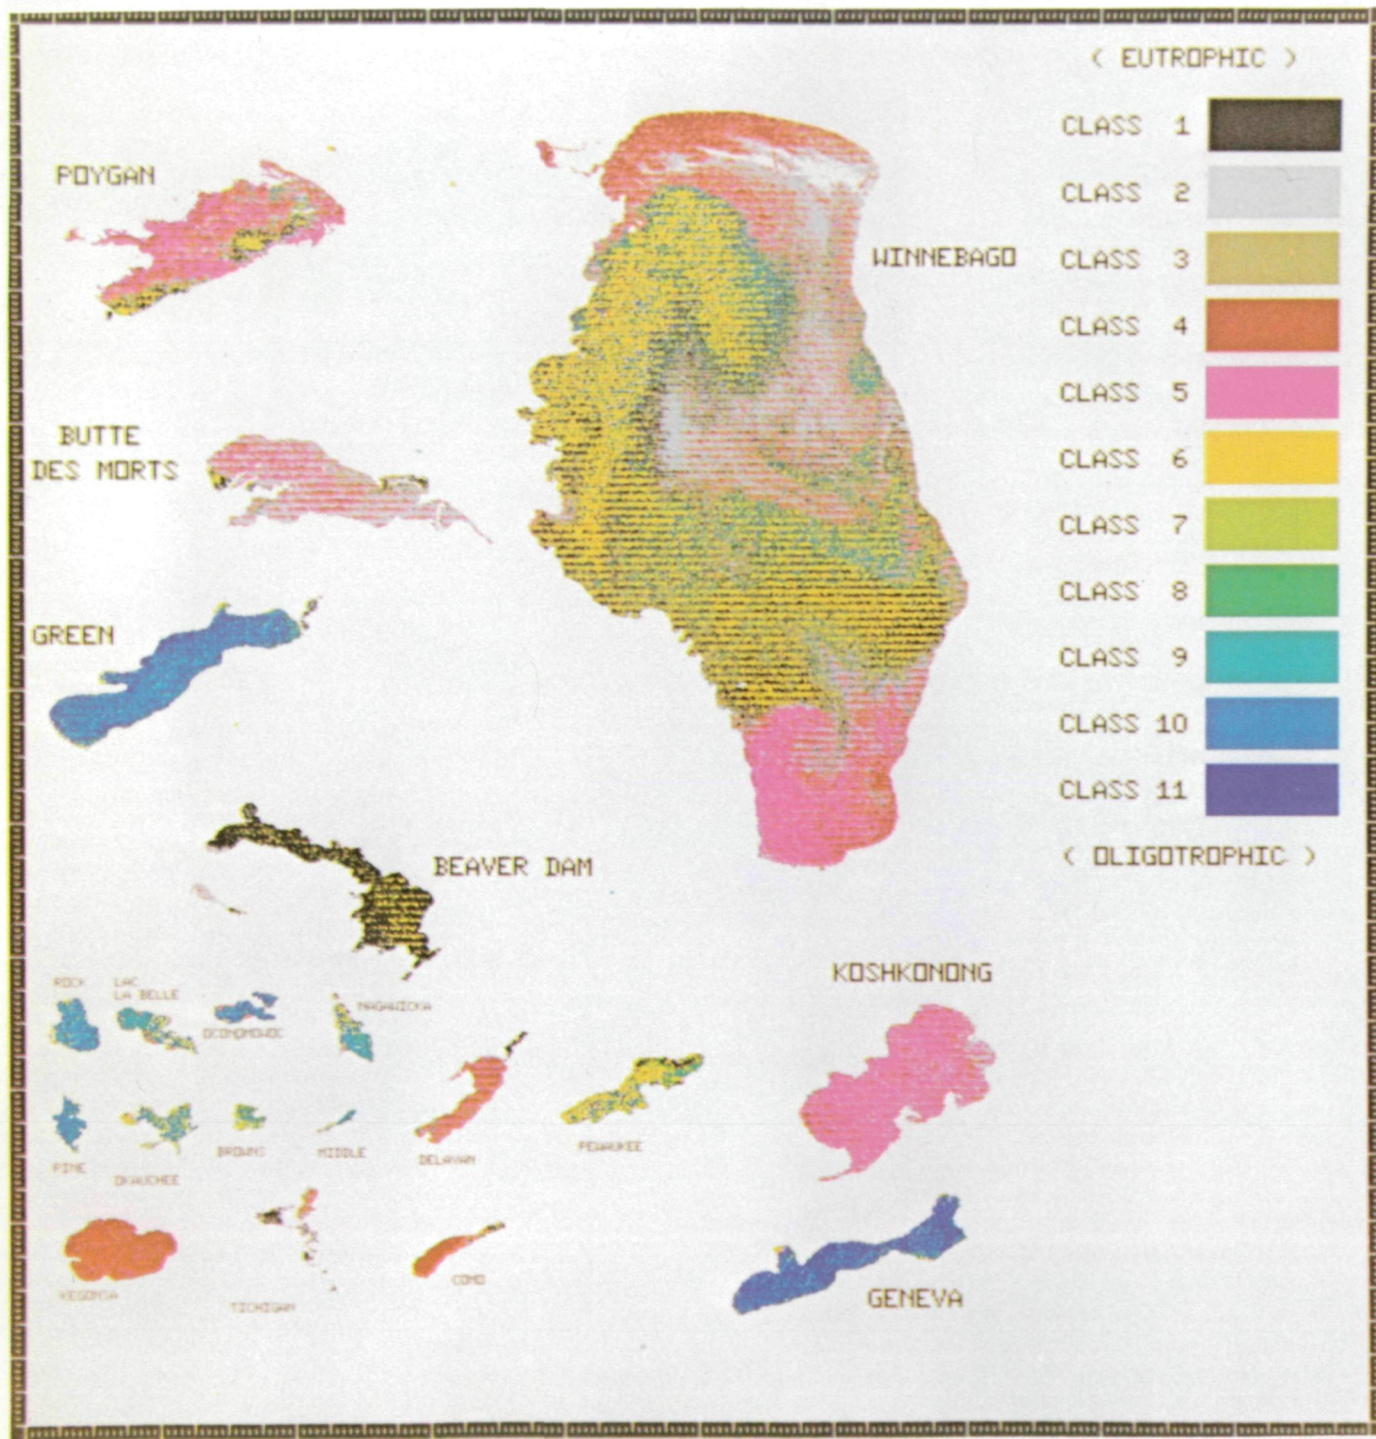 ( EUTROPHIC )
CLASS 1
CLASS 2
CLASS 3
CLASS 4
CLASS 5
CLASS 6
CLASS 7
CLASS 8
CLASS 9
CLASS 10
CLASS 11
( OLIGOTROPHIC )
POYGAN
WINNEBAGO
BUTTE
DES MORTS
GREEN
BEAVER DAM
KOSHKONONG
ROCK
LAC
LA BELLE
OCONOMOWOC
NAGAWICKA
PINE
OKAUCHEE
BROWNS
MIDDLE
DELAVAN
PEWAUKEE
KEGONSA
TICHIGAN
COMO
GENEVA